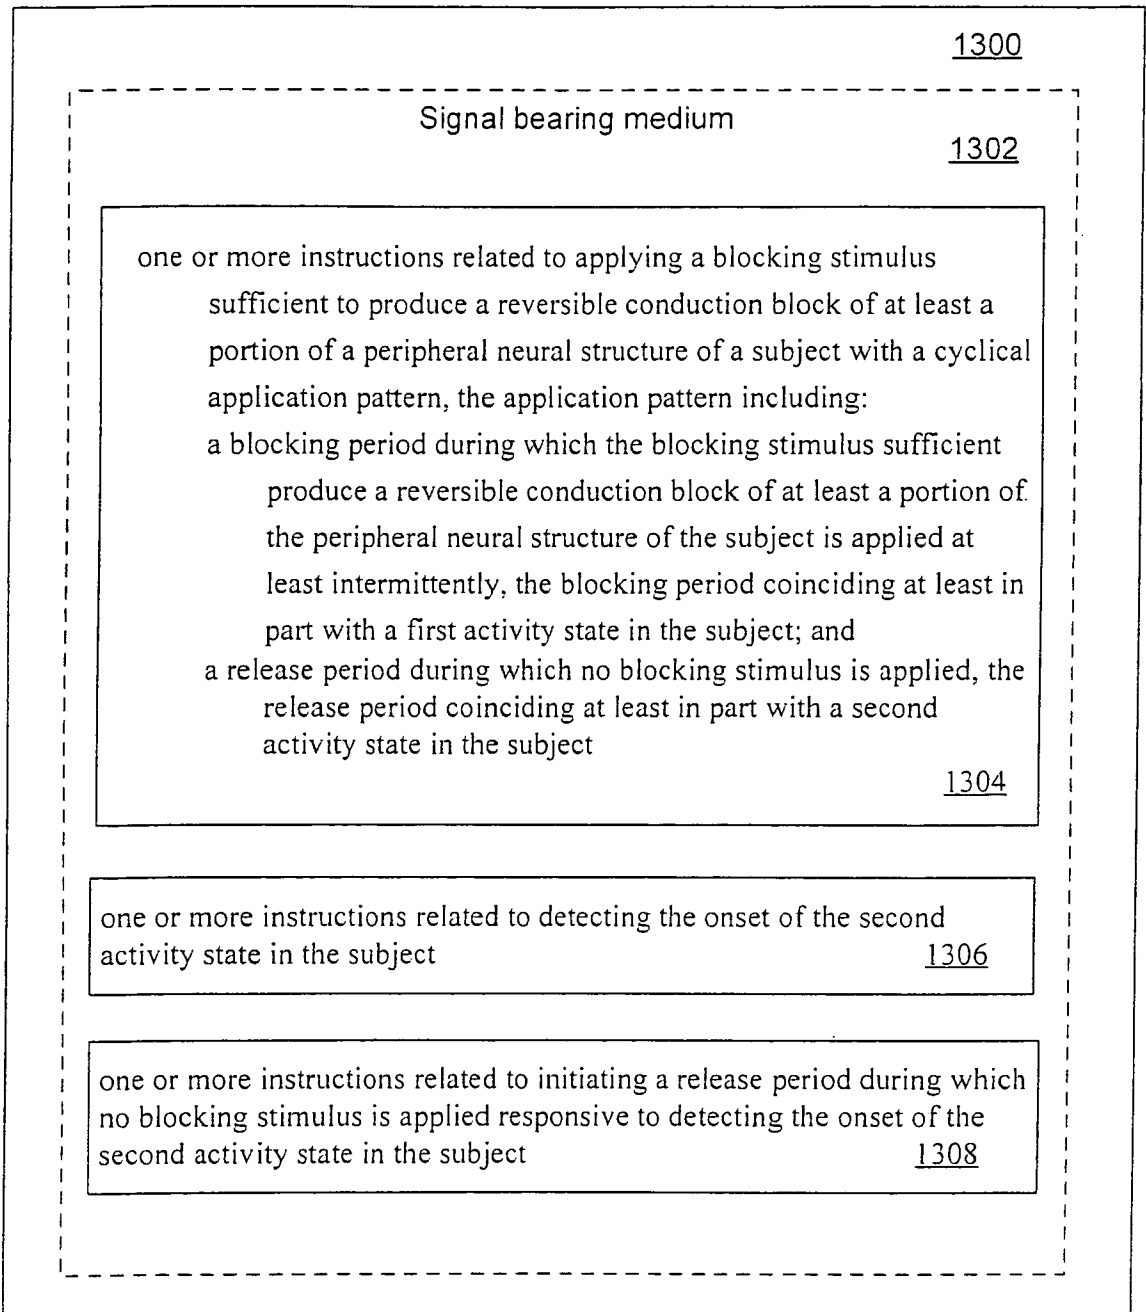 1300
Signal bearing medium
1302
one or more instructions related to applying a blocking stimulus
sufficient to produce a reversible conduction block of at least a
portion of a peripheral neural structure of a subject with a cyclical
application pattern, the application pattern including:
a blocking period during which the blocking stimulus sufficient
produce a reversible conduction block of at least a portion of
the peripheral neural structure of the subject is applied at
least intermittently, the blocking period coinciding at least in
part with a first activity state in the subject; and
a release period during which no blocking stimulus is applied, the
release period coinciding at least in part with a second
activity state in the subject
1304
one or more instructions related to detecting the onset of the second
activity state in the subject 1306
one or more instructions related to initiating a release period during which
no blocking stimulus is applied responsive to detecting the onset of the
second activity state in the subject 1308